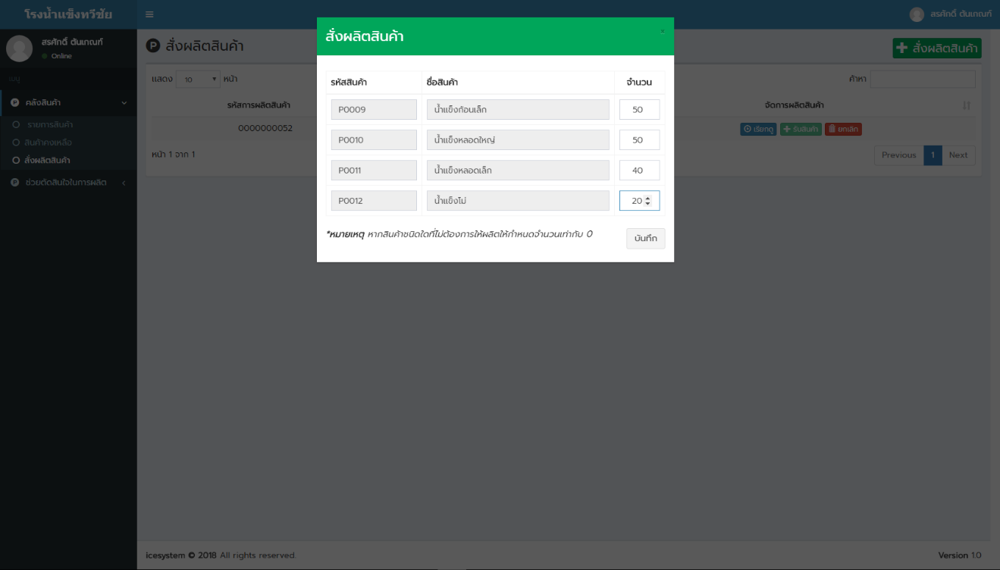 โรงน้ำแข็งทวีชัย
สรศักดิ์ ตันเกณฑ์
สรศักดิ์ ตันเกณฑ์
Online
เมนู
คลังสินค้า
รายการสินค้า
สินค้าคงเหลือ
สั่งผลิตสินค้า
ช่วยตัดสินใจในการผลิต
สั่งผลิตสินค้า
สั่งผลิตสินค้า
แสดง 10 หน้า
ค้าหา
รหัสการผลิตสินค้า จัดการผลิตสินค้า
0000000052 เรียกดู รับสินค้า ยกเลิก
หน้า 1 จาก 1
Previous 1 Next
สั่งผลิตสินค้า ×
รหัสสินค้า ชื่อสินค้า จำนวน
P0009 น้ำแข็งก้อนเล็ก 50
P0010 น้ำแข็งหลอดใหญ่ 50
P0011 น้ำแข็งหลอดเล็ก 40
P0012 น้ำแข็งโม่ 20
*หมายเหตุ หากสินค้าชนิดใดที่ไม่ต้องการให้ผลิตให้กำหนดจำนวนเท่ากับ 0
บันทึก
icesystem © 2018 All rights reserved.
Version 1.0